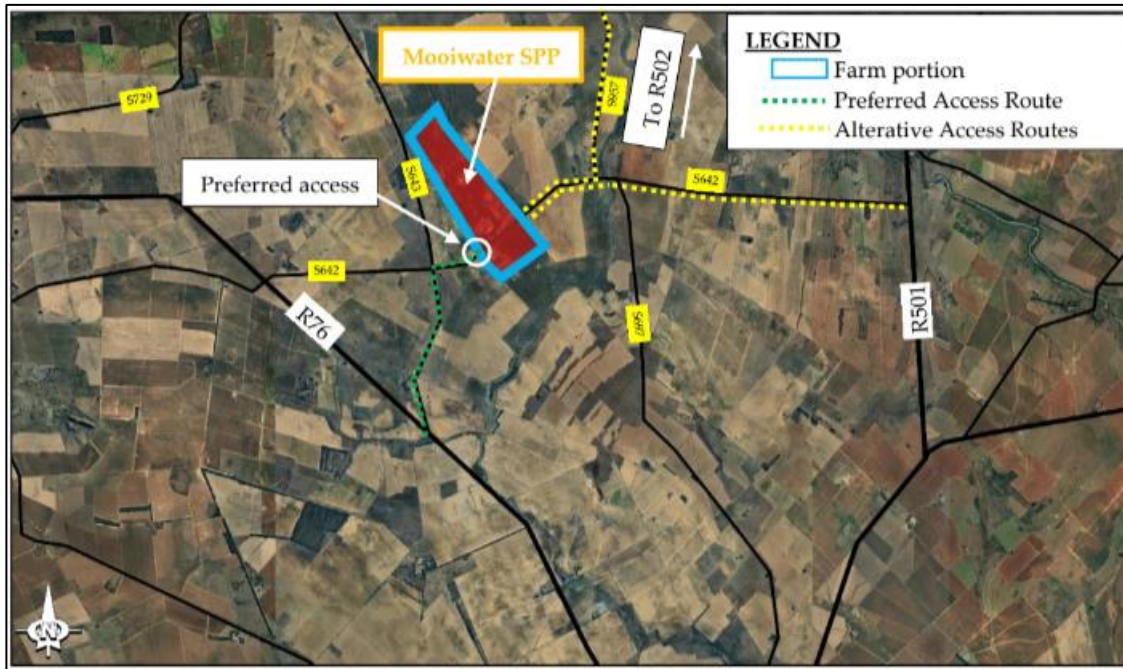 Mooiwater SPP
LEGEND
Farm portion
Preferred Access Route
Alterative Access Routes
To R502
S729
S957
S643
Preferred access
S642
S642
R76
R501
N